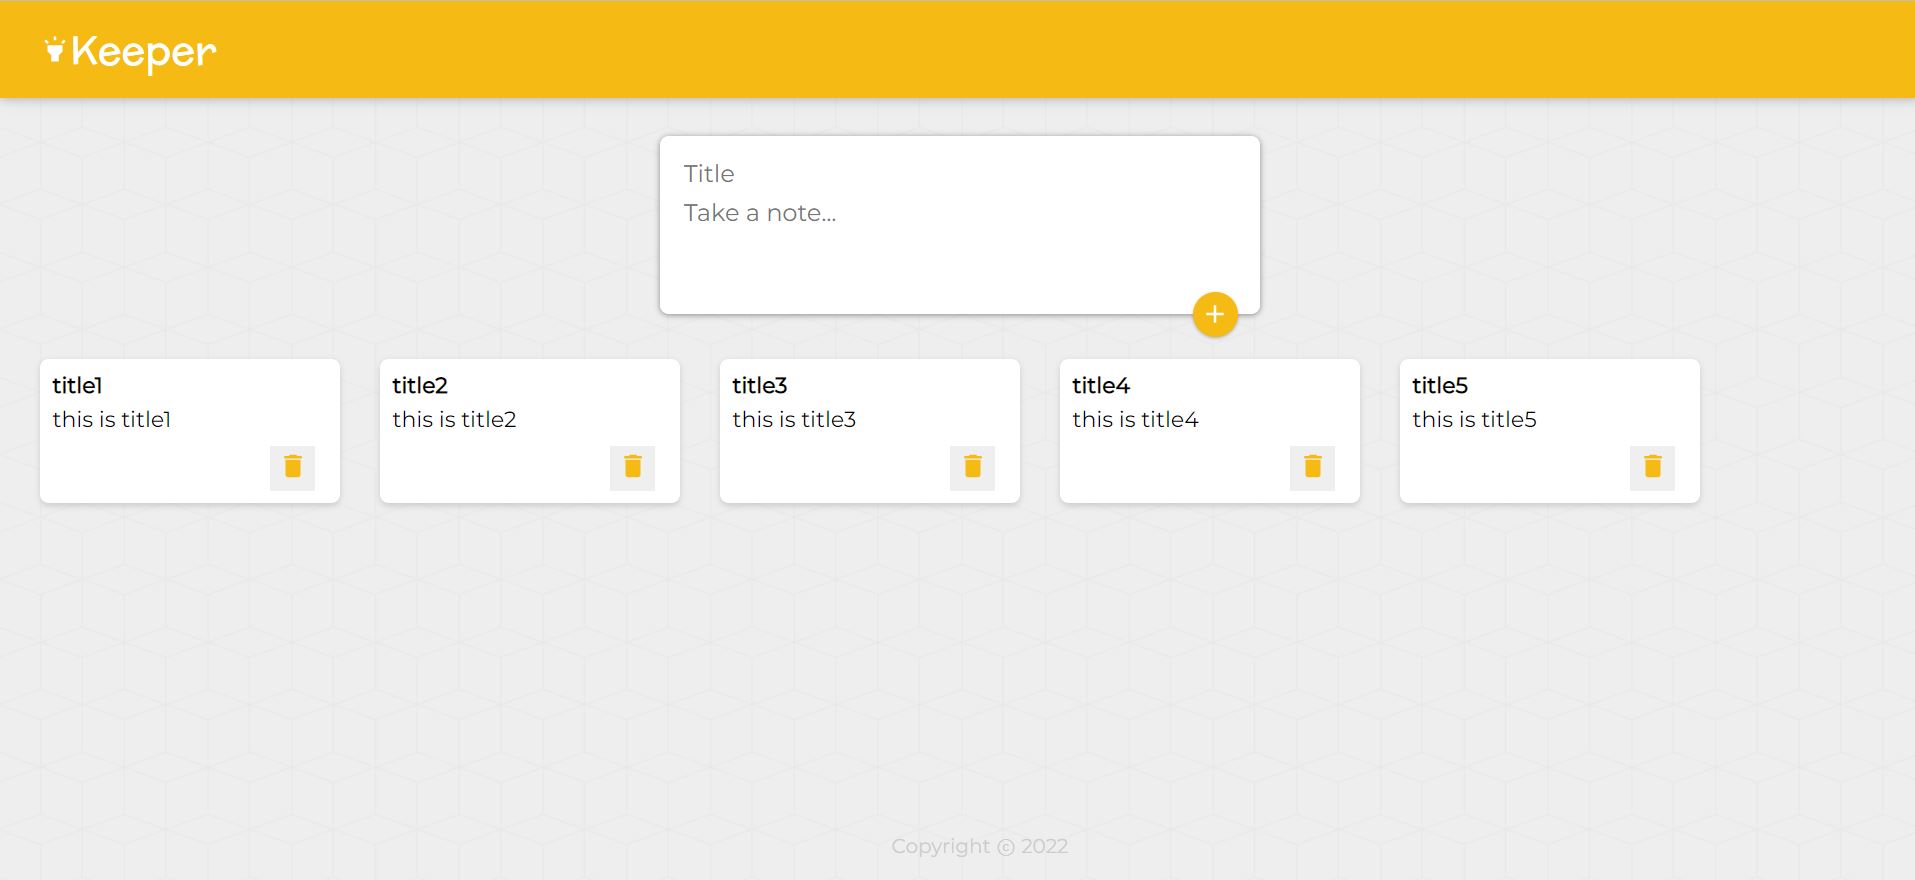 Keeper
Title
Take a note...
title1
this is title1
title2
this is title2
title3
this is title3
title4
this is title4
title5
this is title5
Copyright © 2022